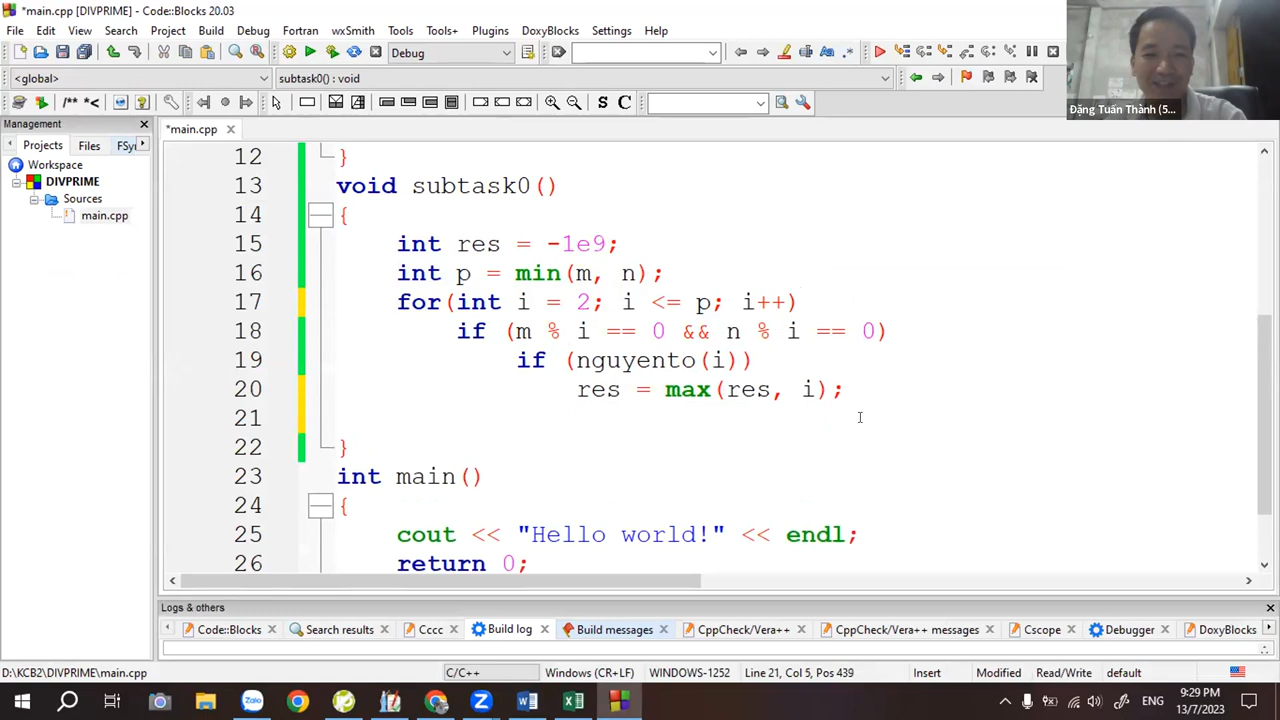 *main.cpp [DIVPRIME] - Code::Blocks 20.03
File Edit View Search Project Build Debug Fortran wxSmith Tools Tools+ Plugins DoxyBlocks Settings Help
Debug
<global>
subtask0() : void
/** *<
S C
Management
*main.cpp
Projects Files FSy
Workspace
DIVPRIME
Sources
main.cpp
12 }
13 void subtask0()
14 {
15 int res = -1e9;
16 int p = min(m, n);
17 for(int i = 2; i <= p; i++)
18 if (m % i == 0 && n % i == 0)
19 if (nguyento(i))
20 res = max(res, i);
21
22 }
23 int main()
24 {
25 cout << "Hello world!" << endl;
26 return 0;
Đặng Tuấn Thành (5...
Logs & others
Code::Blocks Search results Cccc Build log Build messages CppCheck/Vera++ CppCheck/Vera++ messages Cscope Debugger DoxyBlocks
D:\KCB2\DIVPRIME\main.cpp C/C++ Windows (CR+LF) WINDOWS-1252 Line 21, Col 5, Pos 439 Insert Modified Read/Write default
Zalo
ENG
9:29 PM
13/7/2023